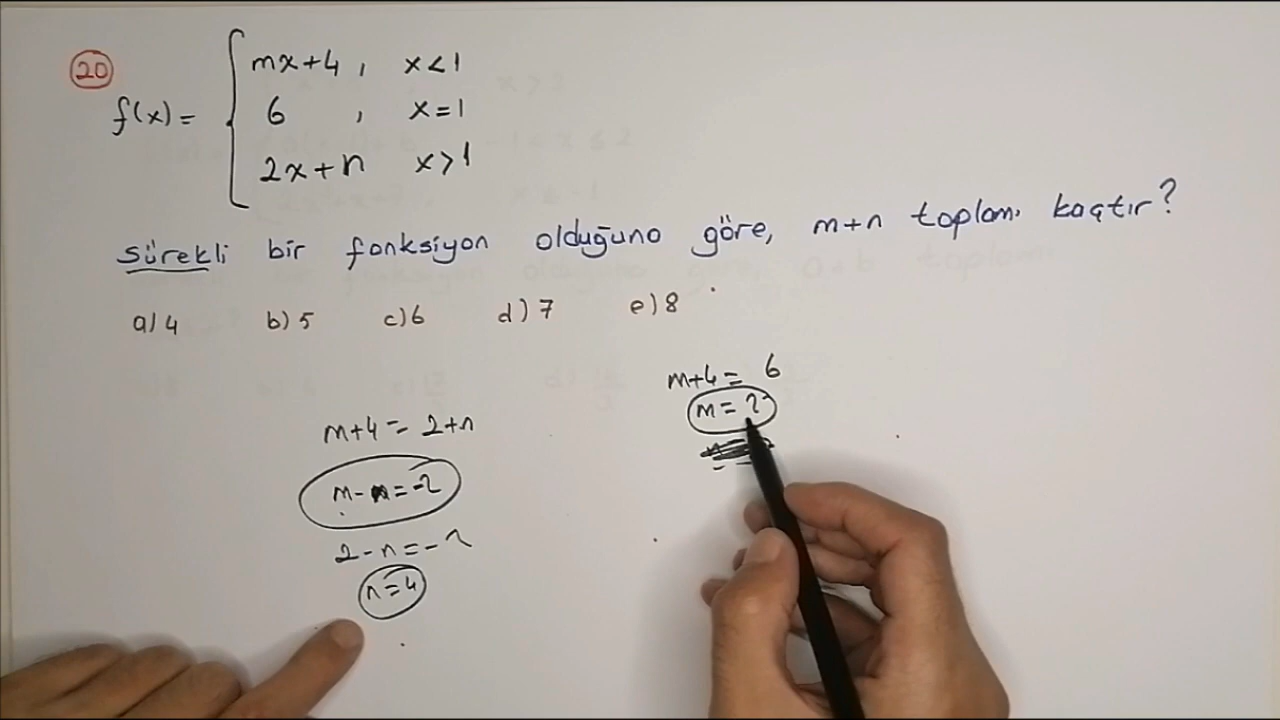 20
f(x) =
mx+4 , x<1
6 , x=1
2x+n x>1
sürekli bir fonksiyon olduğuna göre, m+n toplamı kaçtır?
a) 4 b) 5 c) 6 d) 7 e) 8
m+4 = 6
m = 2
m+4 = 2+n
m-n = -2
2-n = -2
n = 4